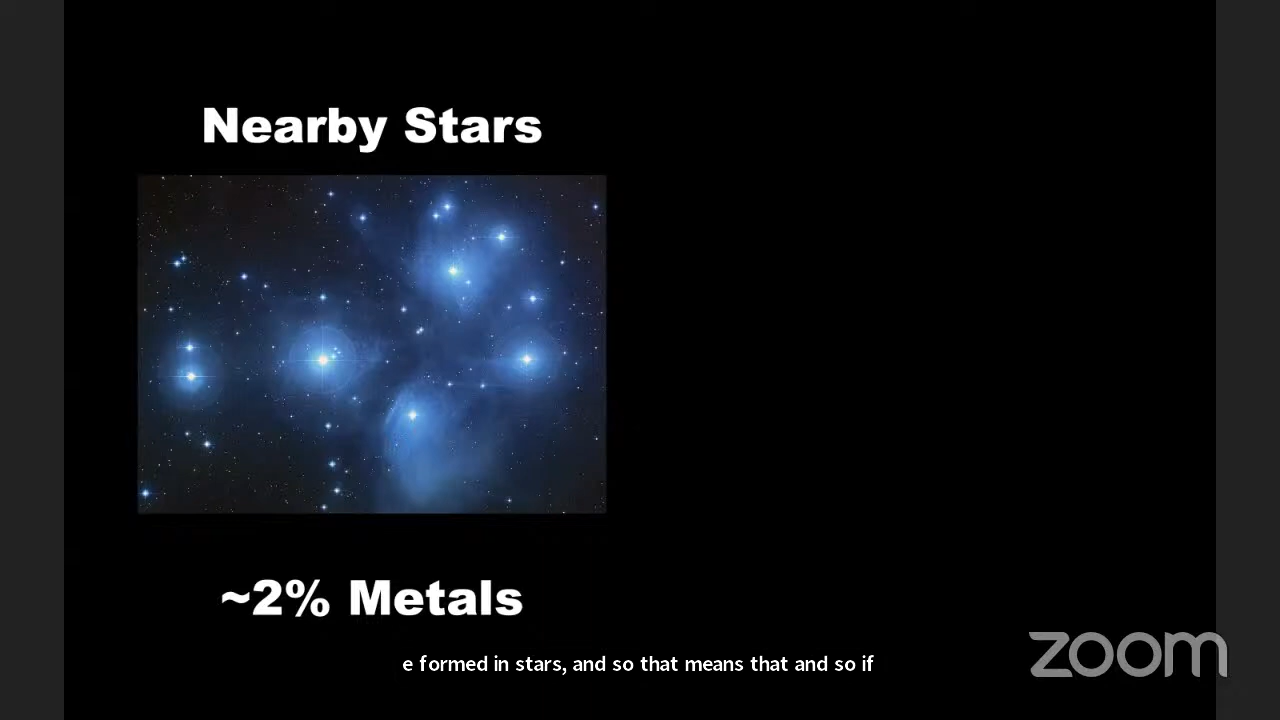 Nearby Stars
~2% Metals
e formed in stars, and so that means that and so if
zoom